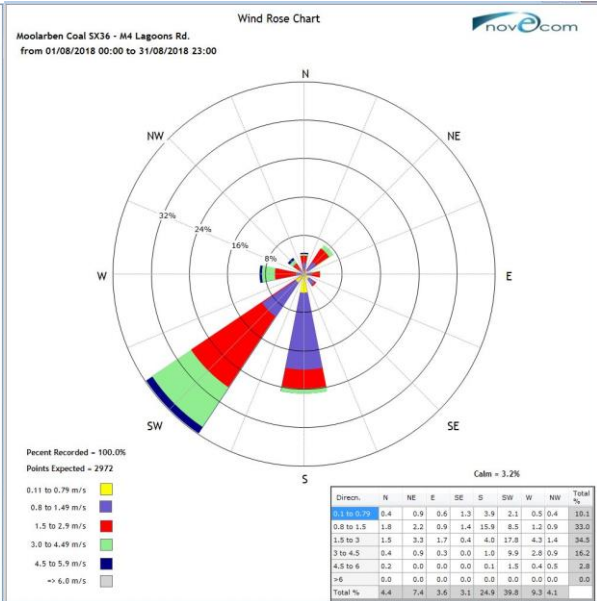 Wind Rose Chart
novecom
Moolarben Coal SX36 - M4 Lagoons Rd.
from 01/08/2018 00:00 to 31/08/2018 23:00
N
NW
NE
32%
24%
16%
8%
W
E
SW
SE
S
Pecent Recorded = 100.0%
Points Expected = 2972
0.11 to 0.79 m/s
0.8 to 1.49 m/s
1.5 to 2.9 m/s
3.0 to 4.49 m/s
4.5 to 5.9 m/s
=> 6.0 m/s
Calm = 3.2%
Direcn. N NE E SE S SW W NW Total %
0.1 to 0.79 0.4 0.9 0.6 1.3 3.9 2.1 0.5 0.4 10.1
0.8 to 1.5 1.8 2.2 0.9 1.4 15.9 8.5 1.2 0.9 33.0
1.5 to 3 1.5 3.3 1.7 0.4 4.0 17.8 4.3 1.4 34.5
3 to 4.5 0.4 0.9 0.3 0.0 1.0 9.9 2.8 0.9 16.2
4.5 to 6 0.2 0.0 0.0 0.0 0.1 1.5 0.4 0.5 2.8
>6 0.0 0.0 0.0 0.0 0.0 0.0 0.0 0.0 0.0
Total % 4.4 7.4 3.6 3.1 24.9 39.8 9.3 4.1